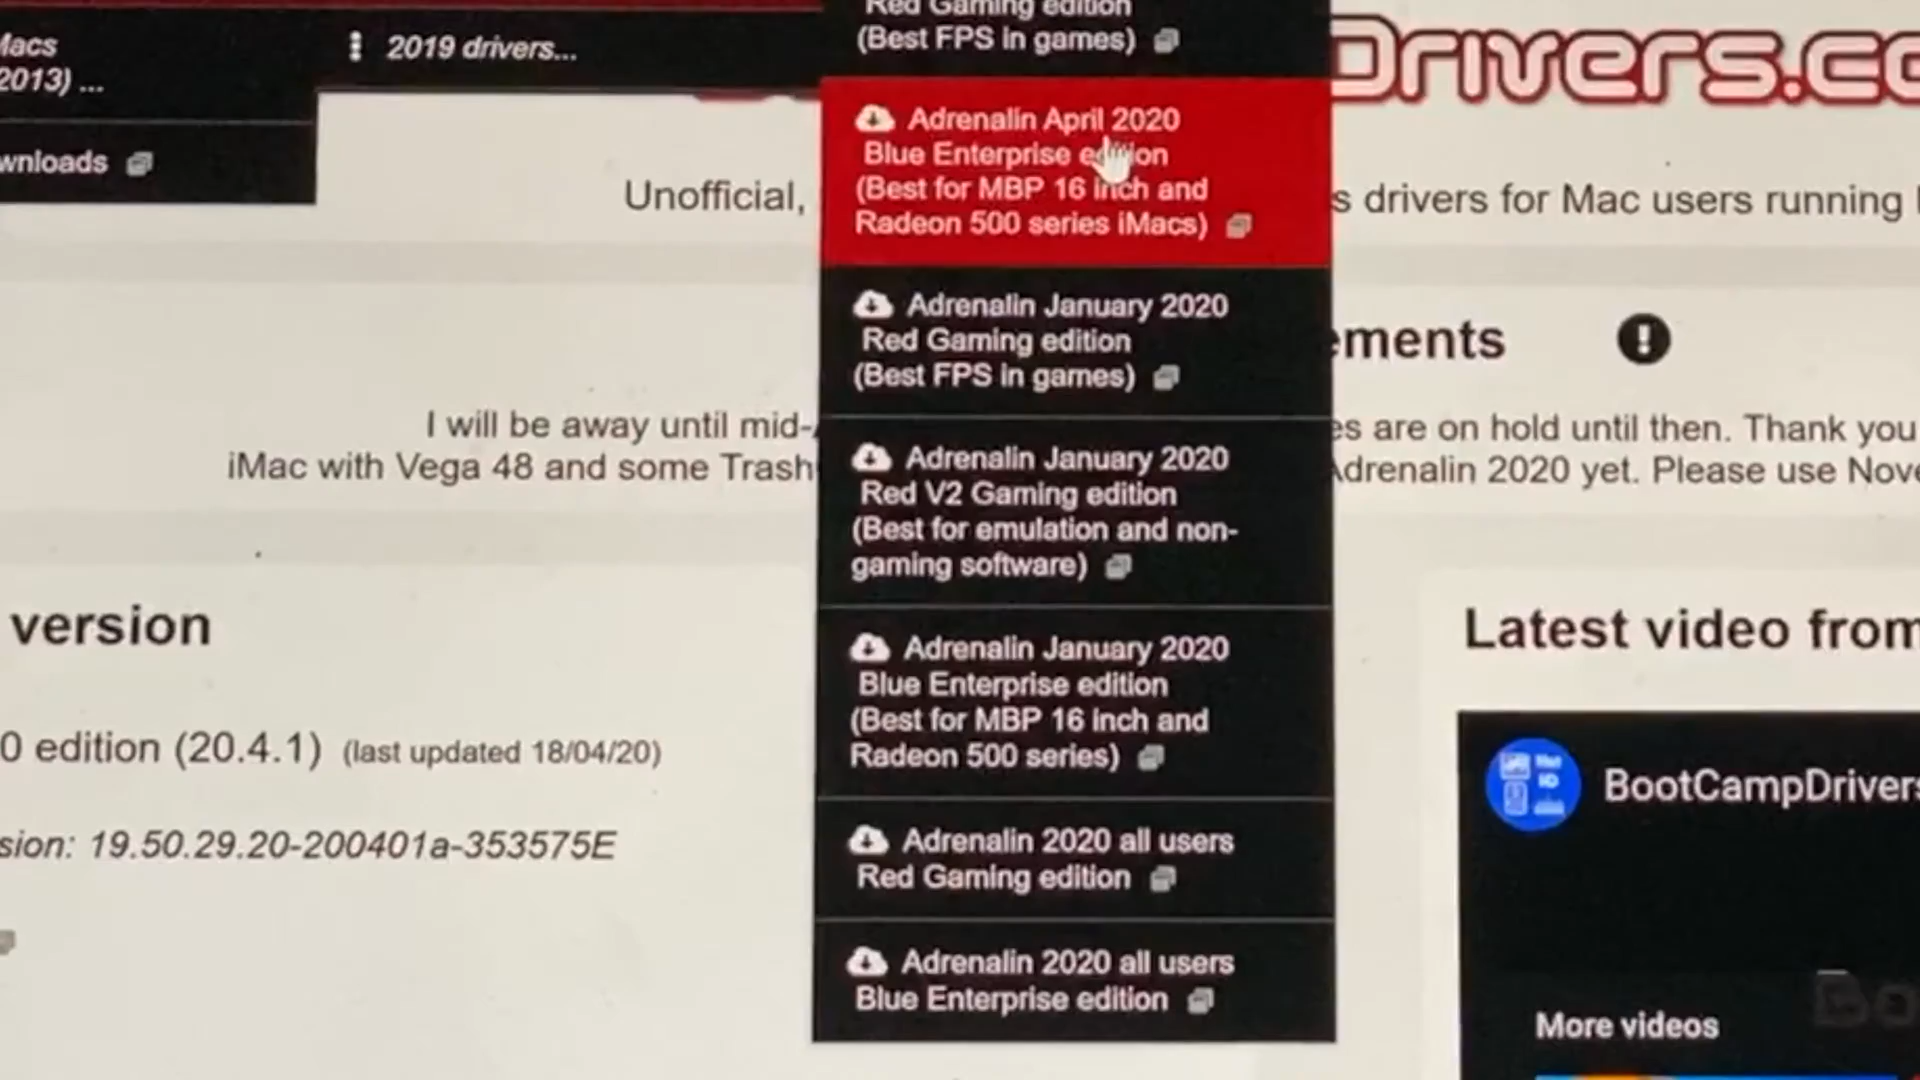 Macs
2013) ...
wnloads
2019 drivers...
Red Gaming edition
(Best FPS in games)
Adrenalin April 2020
Blue Enterprise edition
(Best for MBP 16 inch and
Radeon 500 series iMacs)
Adrenalin January 2020
Red Gaming edition
(Best FPS in games)
Adrenalin January 2020
Red V2 Gaming edition
(Best for emulation and non-
gaming software)
Adrenalin January 2020
Blue Enterprise edition
(Best for MBP 16 inch and
Radeon 500 series)
Adrenalin 2020 all users
Red Gaming edition
Adrenalin 2020 all users
Blue Enterprise edition
Drivers.co
Unofficial,
s drivers for Mac users running
ements
I will be away until mid-
es are on hold until then. Thank you
iMac with Vega 48 and some Trash
Adrenalin 2020 yet. Please use Nove
version
0 edition (20.4.1) (last updated 18/04/20)
sion: 19.50.29.20-200401a-353575E
Latest video from
BootCampDrivers
More videos